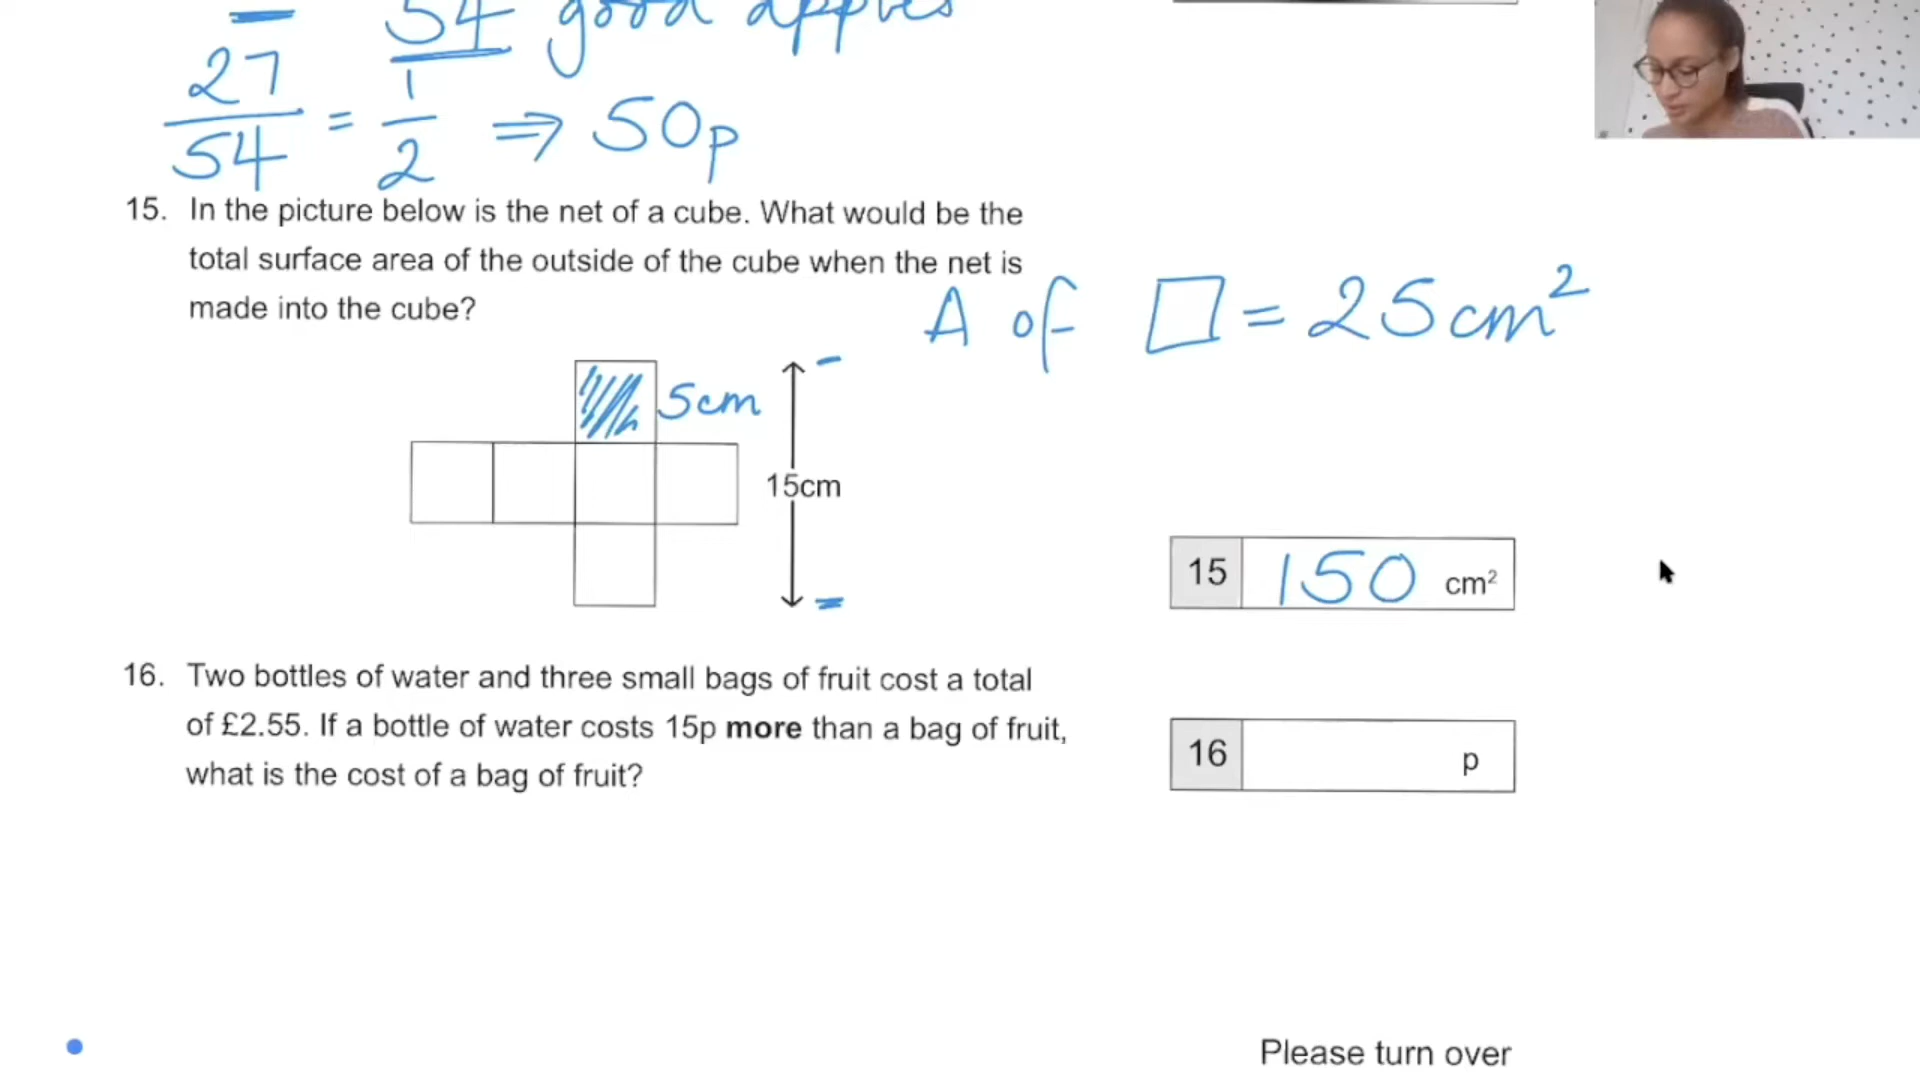 54 good apples
27
54
= 1
2
⇒ 50p
15. In the picture below is the net of a cube. What would be the
total surface area of the outside of the cube when the net is
made into the cube?
A of □ = 25cm²
5cm
15cm
15 150 cm²
16. Two bottles of water and three small bags of fruit cost a total
of £2.55. If a bottle of water costs 15p more than a bag of fruit,
what is the cost of a bag of fruit?
16 p
Please turn over